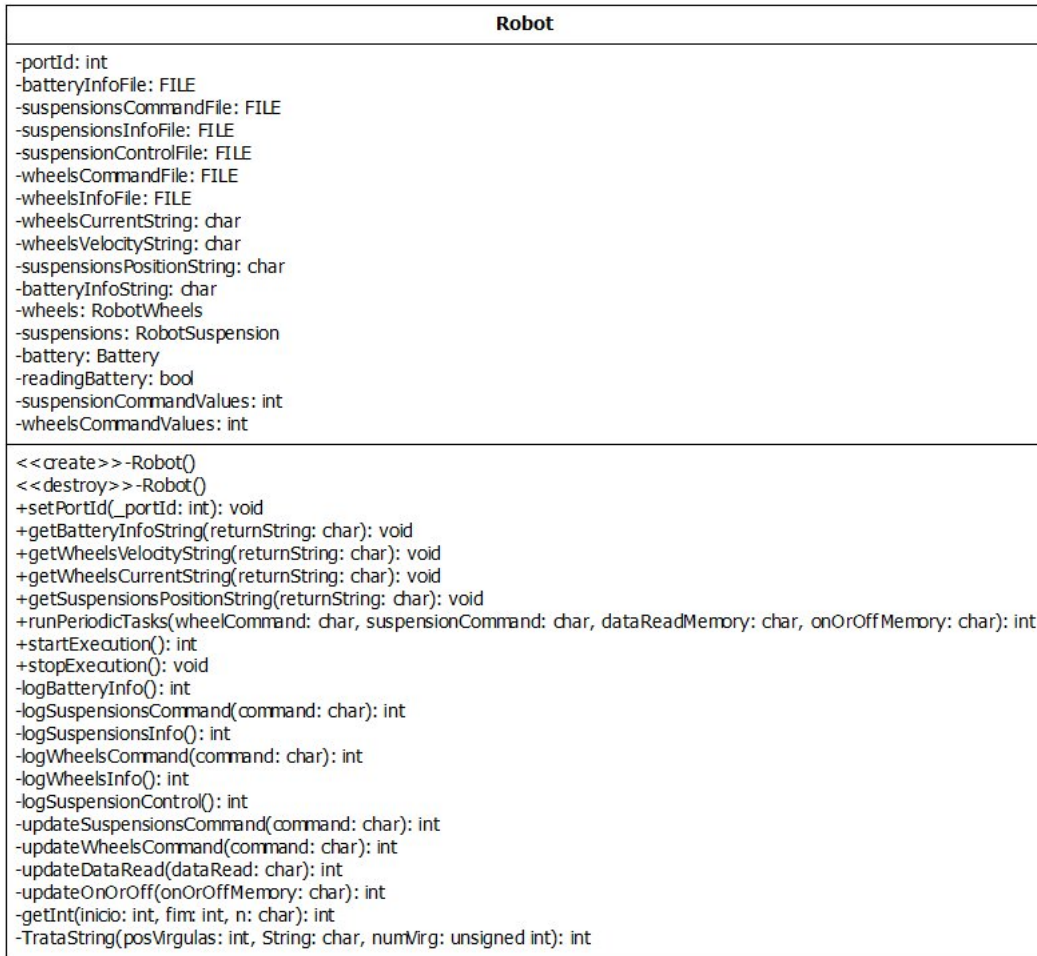 Robot
-portId: int
-batteryInfoFile: FILE
-suspensionsCommandFile: FILE
-suspensionsInfoFile: FILE
-suspensionControlFile: FILE
-wheelsCommandFile: FILE
-wheelsInfoFile: FILE
-wheelsCurrentString: char
-wheelsVelocityString: char
-suspensionsPositionString: char
-batteryInfoString: char
-wheels: RobotWheels
-suspensions: RobotSuspension
-battery: Battery
-readingBattery: bool
-suspensionCommandValues: int
-wheelsCommandValues: int
<<create>>-Robot()
<<destroy>>-Robot()
+setPortId(_portId: int): void
+getBatteryInfoString(returnString: char): void
+getWheelsVelocityString(returnString: char): void
+getWheelsCurrentString(returnString: char): void
+getSuspensionsPositionString(returnString: char): void
+runPeriodicTasks(wheelCommand: char, suspensionCommand: char, dataReadMemory: char, onOrOffMemory: char): int
+startExecution(): int
+stopExecution(): void
-logBatteryInfo(): int
-logSuspensionsCommand(command: char): int
-logSuspensionsInfo(): int
-logWheelsCommand(command: char): int
-logWheelsInfo(): int
-logSuspensionControl(): int
-updateSuspensionsCommand(command: char): int
-updateWheelsCommand(command: char): int
-updateDataRead(dataRead: char): int
-updateOnOrOff(onOrOffMemory: char): int
-getInt(inicio: int, fim: int, n: char): int
-TrataString(posVirgulas: int, String: char, numVirg: unsigned int): int